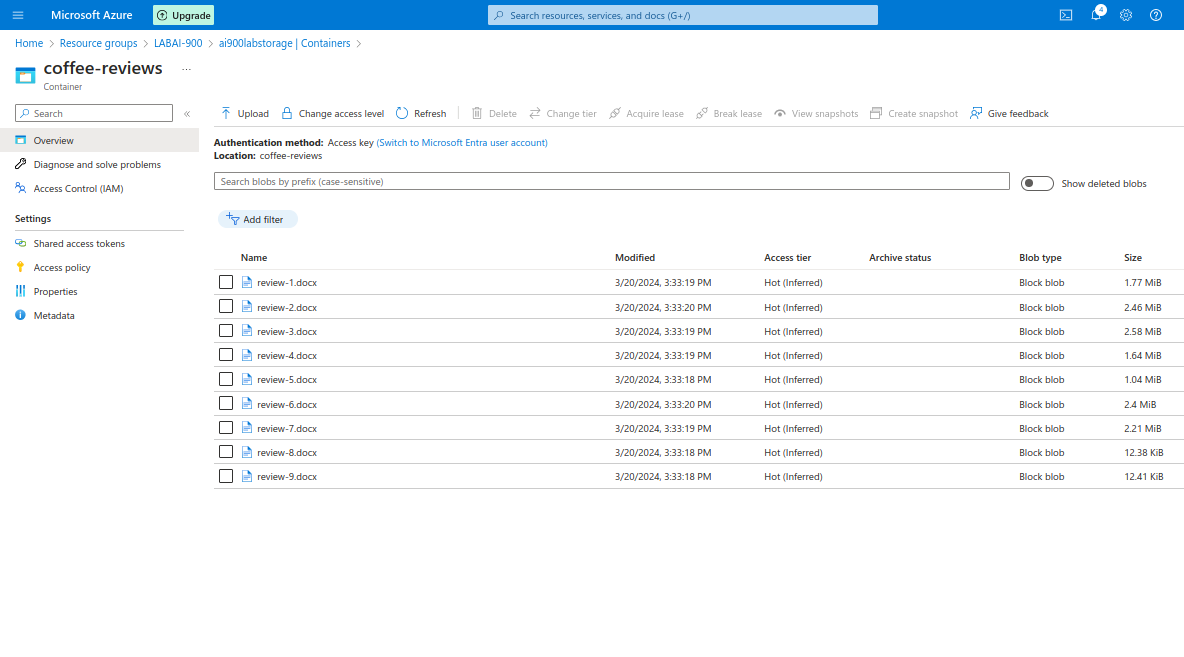 Microsoft Azure Upgrade Search resources, services, and docs (G+/) 4
Home > Resource groups > LABAI-900 > ai900labstorage | Containers >
coffee-reviews ...
Container
Search «
Overview
Diagnose and solve problems
Access Control (IAM)
Settings
Shared access tokens
Access policy
Properties
Metadata
Upload Change access level Refresh Delete Change tier Acquire lease Break lease View snapshots Create snapshot Give feedback
Authentication method: Access key (Switch to Microsoft Entra user account)
Location: coffee-reviews
Search blobs by prefix (case-sensitive) Show deleted blobs
Add filter
Name Modified Access tier Archive status Blob type Size
review-1.docx 3/20/2024, 3:33:19 PM Hot (Inferred) Block blob 1.77 MiB
review-2.docx 3/20/2024, 3:33:20 PM Hot (Inferred) Block blob 2.46 MiB
review-3.docx 3/20/2024, 3:33:19 PM Hot (Inferred) Block blob 2.58 MiB
review-4.docx 3/20/2024, 3:33:19 PM Hot (Inferred) Block blob 1.64 MiB
review-5.docx 3/20/2024, 3:33:18 PM Hot (Inferred) Block blob 1.04 MiB
review-6.docx 3/20/2024, 3:33:20 PM Hot (Inferred) Block blob 2.4 MiB
review-7.docx 3/20/2024, 3:33:19 PM Hot (Inferred) Block blob 2.21 MiB
review-8.docx 3/20/2024, 3:33:18 PM Hot (Inferred) Block blob 12.38 KiB
review-9.docx 3/20/2024, 3:33:18 PM Hot (Inferred) Block blob 12.41 KiB